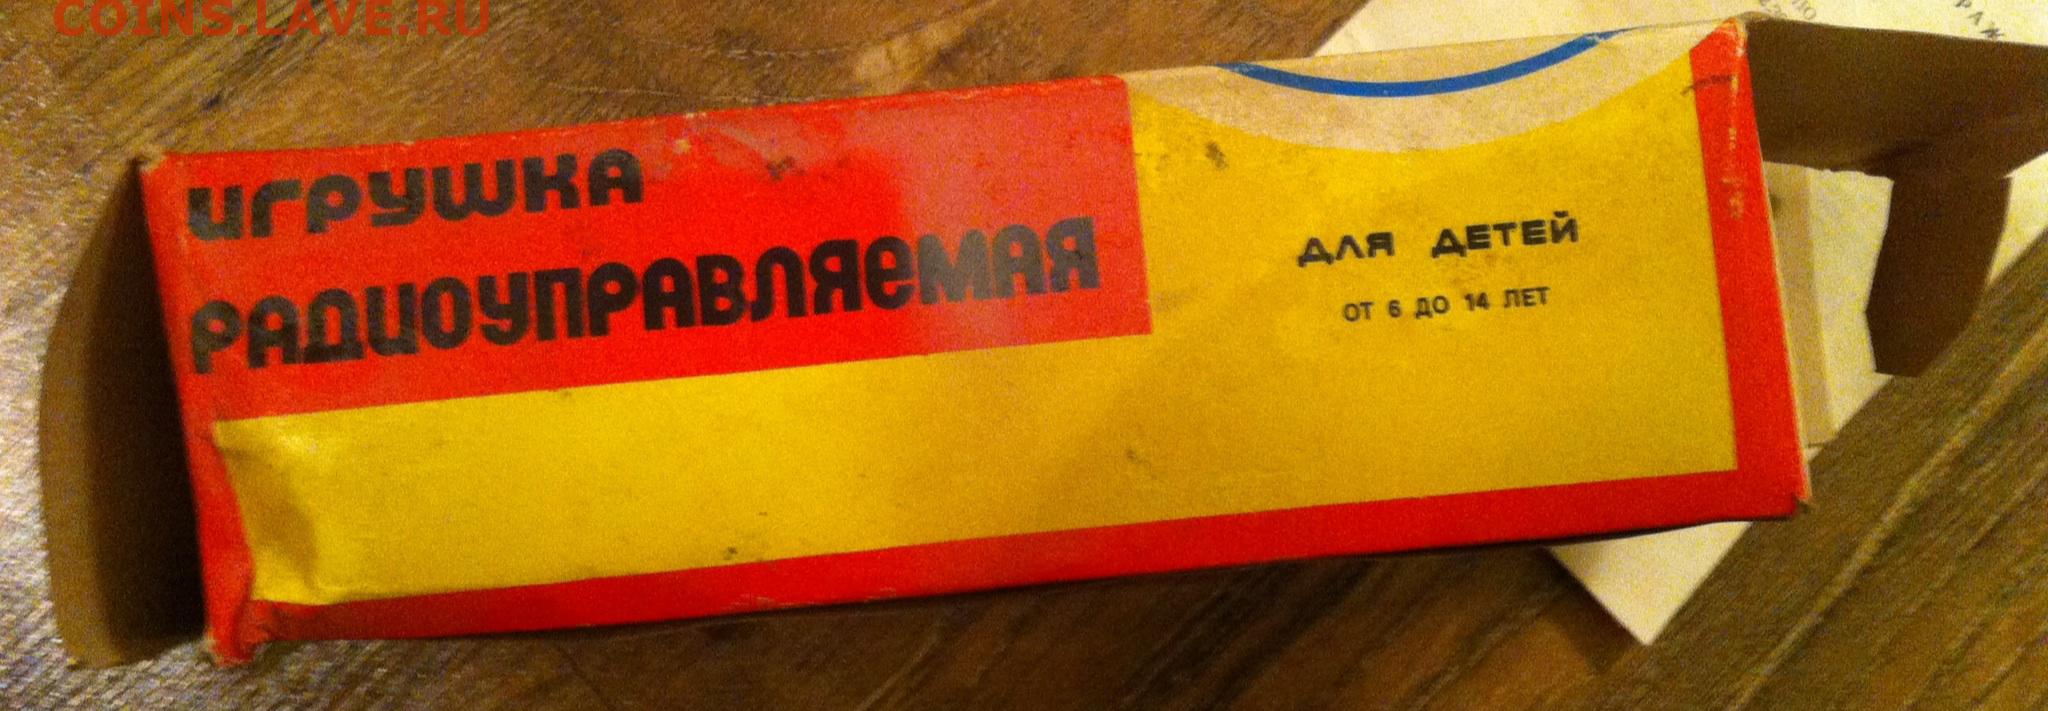 COINS.LAVE.RU
ИГРУШКА
РАДИОУПРАВЛЯЕМАЯ
ДЛЯ ДЕТЕЙ
ОТ 6 ДО 14 ЛЕТ